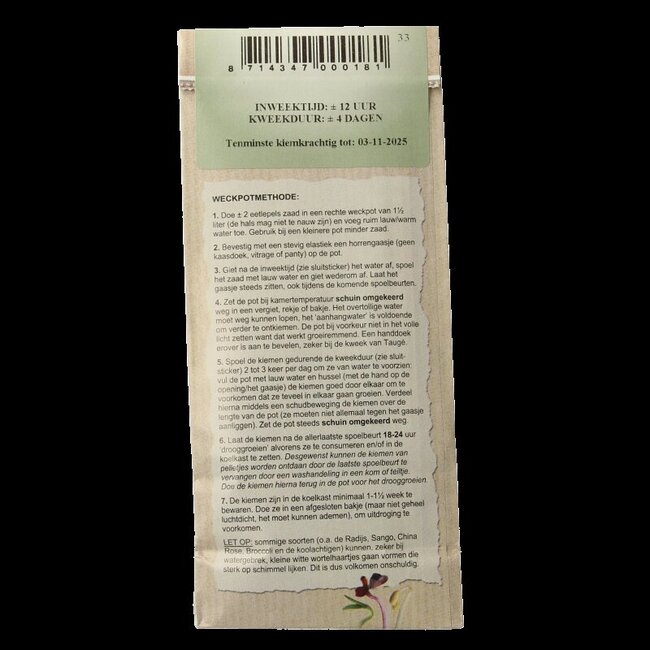 33
8 714347 000181
INWEEKTIJD: ± 12 UUR
KWEEKDUUR: ± 4 DAGEN
Tenminste kiemkrachtig tot: 03-11-2025
WECKPOTMETHODE:
1. Doe ± 2 eetlepels zaad in een rechte weckpot van 1½
liter (de hals mag niet te nauw zijn) en voeg ruim lauw/warm
water toe. Gebruik bij een kleinere pot minder zaad.
2. Bevestig met een stevig elastiek een horrengaasje (geen
kaasdoek, vitrage of panty) op de pot.
3. Giet na de inweektijd (zie sluitsticker) het water af, spoel
het zaad met lauw water en giet wederom af. Laat het
gaasje steeds zitten, ook tijdens de komende spoelbeurten.
4. Zet de pot bij kamertemperatuur schuin omgekeerd
weg in een vergiet, rekje of bakje. Het overtollige water
moet weg kunnen lopen, het 'aanhangwater' is voldoende
om verder te ontkiemen. De pot bij voorkeur niet in het volle
licht zetten want dat werkt groeiremmend. Een handdoek
erover is aan te bevelen, zeker bij de kweek van Taugé.
5. Spoel de kiemen gedurende de kweekduur (zie sluit-
sticker) 2 tot 3 keer per dag om ze van water te voorzien:
vul de pot met lauw water en hussel (met de hand op de
opening/het gaasje) de kiemen goed door elkaar om te
voorkomen dat ze teveel in elkaar gaan groeien. Verdeel
hierna middels een schudbeweging de kiemen over de
lengte van de pot (ze moeten niet allemaal tegen het gaasje
aanliggen). Zet de pot steeds schuin omgekeerd weg.
6. Laat de kiemen na de allerlaatste spoelbeurt 18-24 uur
'drooggroeien' alvorens ze te consumeren en/of in de
koelkast te zetten. Desgewenst kunnen de kiemen van
pelletjes worden ontdaan door de laatste spoelbeurt te
vervangen door een washandeling in een kom of teiltje.
Doe de kiemen hierna terug in de pot voor het drooggroeien.
7. De kiemen zijn in de koelkast minimaal 1-1½ week te
bewaren. Doe ze in een afgesloten bakje (maar niet geheel
luchtdicht, het moet kunnen ademen), om uitdroging te
voorkomen.
LET OP: sommige soorten (o.a. de Radijs, Sango, China
Rose, Broccoli en de koolachtigen) kunnen, zeker bij
watergebrek, kleine witte wortelhaartjes gaan vormen die
sterk op schimmel lijken. Dit is dus volkomen onschuldig.